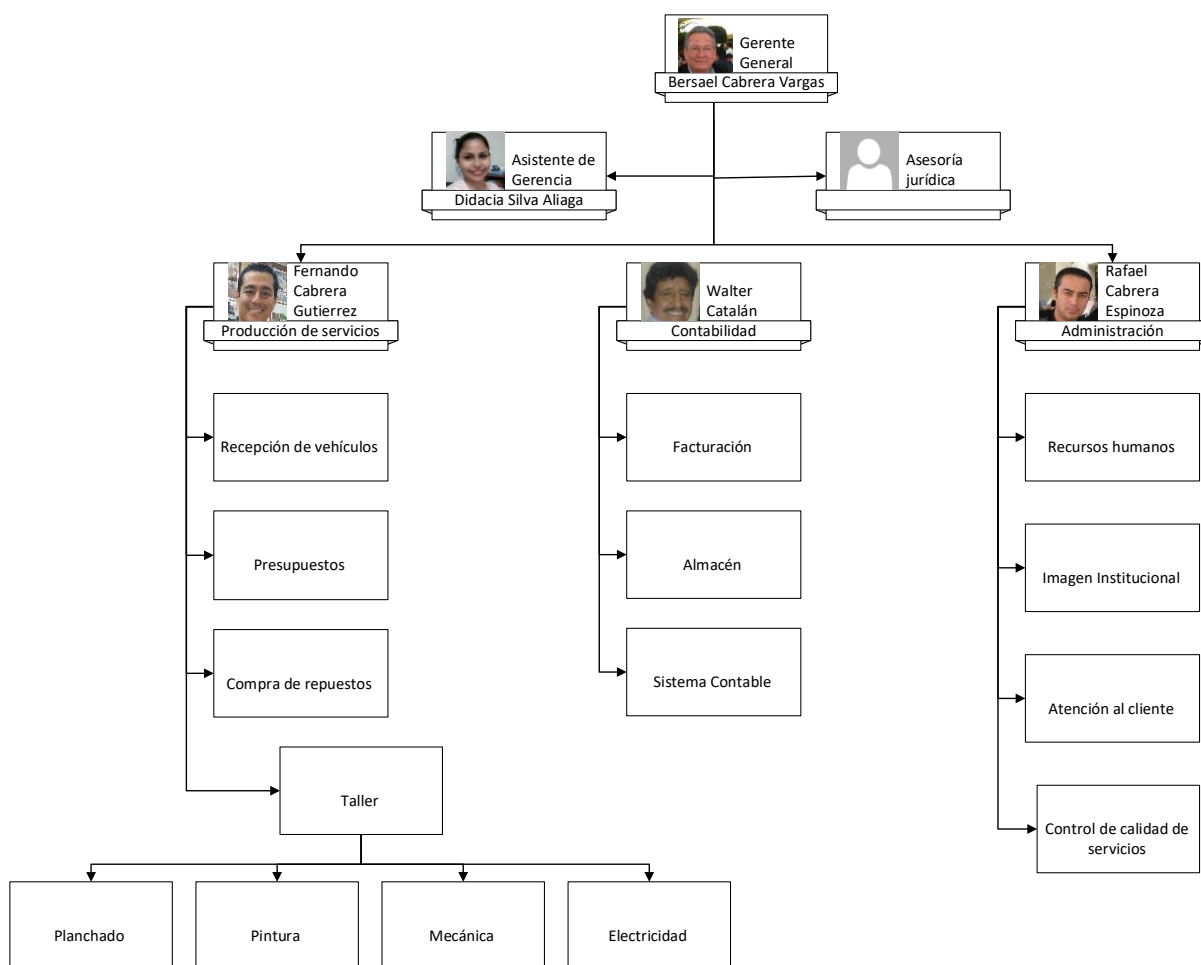 Gerente
General
Bersael Cabrera Vargas
Asistente de
Gerencia
Didacia Silva Aliaga
Asesoría
jurídica
Fernando
Cabrera
Gutierrez
Producción de servicios
Walter
Catalán
Contabilidad
Rafael
Cabrera
Espinoza
Administración
Recepción de vehículos
Facturación
Recursos humanos
Presupuestos
Almacén
Imagen Institucional
Compra de repuestos
Sistema Contable
Atención al cliente
Taller
Control de calidad de
servicios
Planchado
Pintura
Mecánica
Electricidad